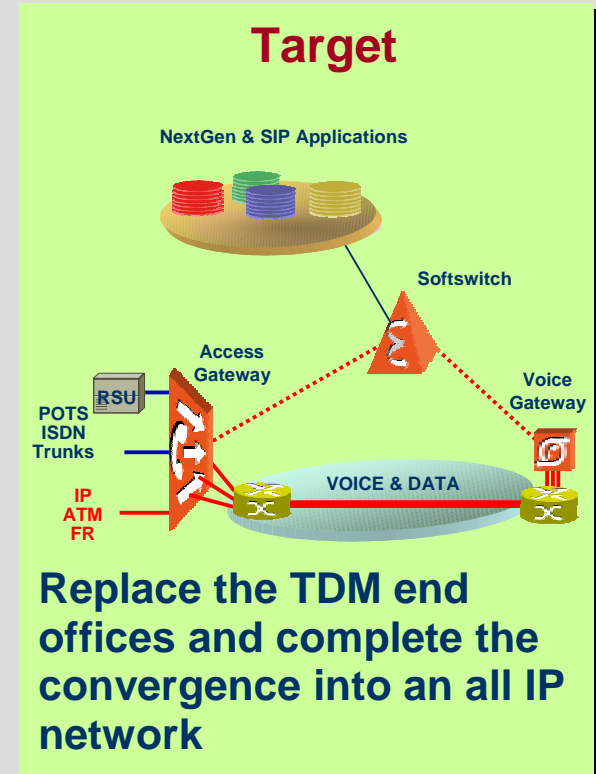 Target
NextGen & SIP Applications
Softswitch
Access
Gateway
Voice
Gateway
RSU
POTS
ISDN
Trunks
VOICE & DATA
IP
ATM
FR
Replace the TDM end
offices and complete the
convergence into an all IP
network